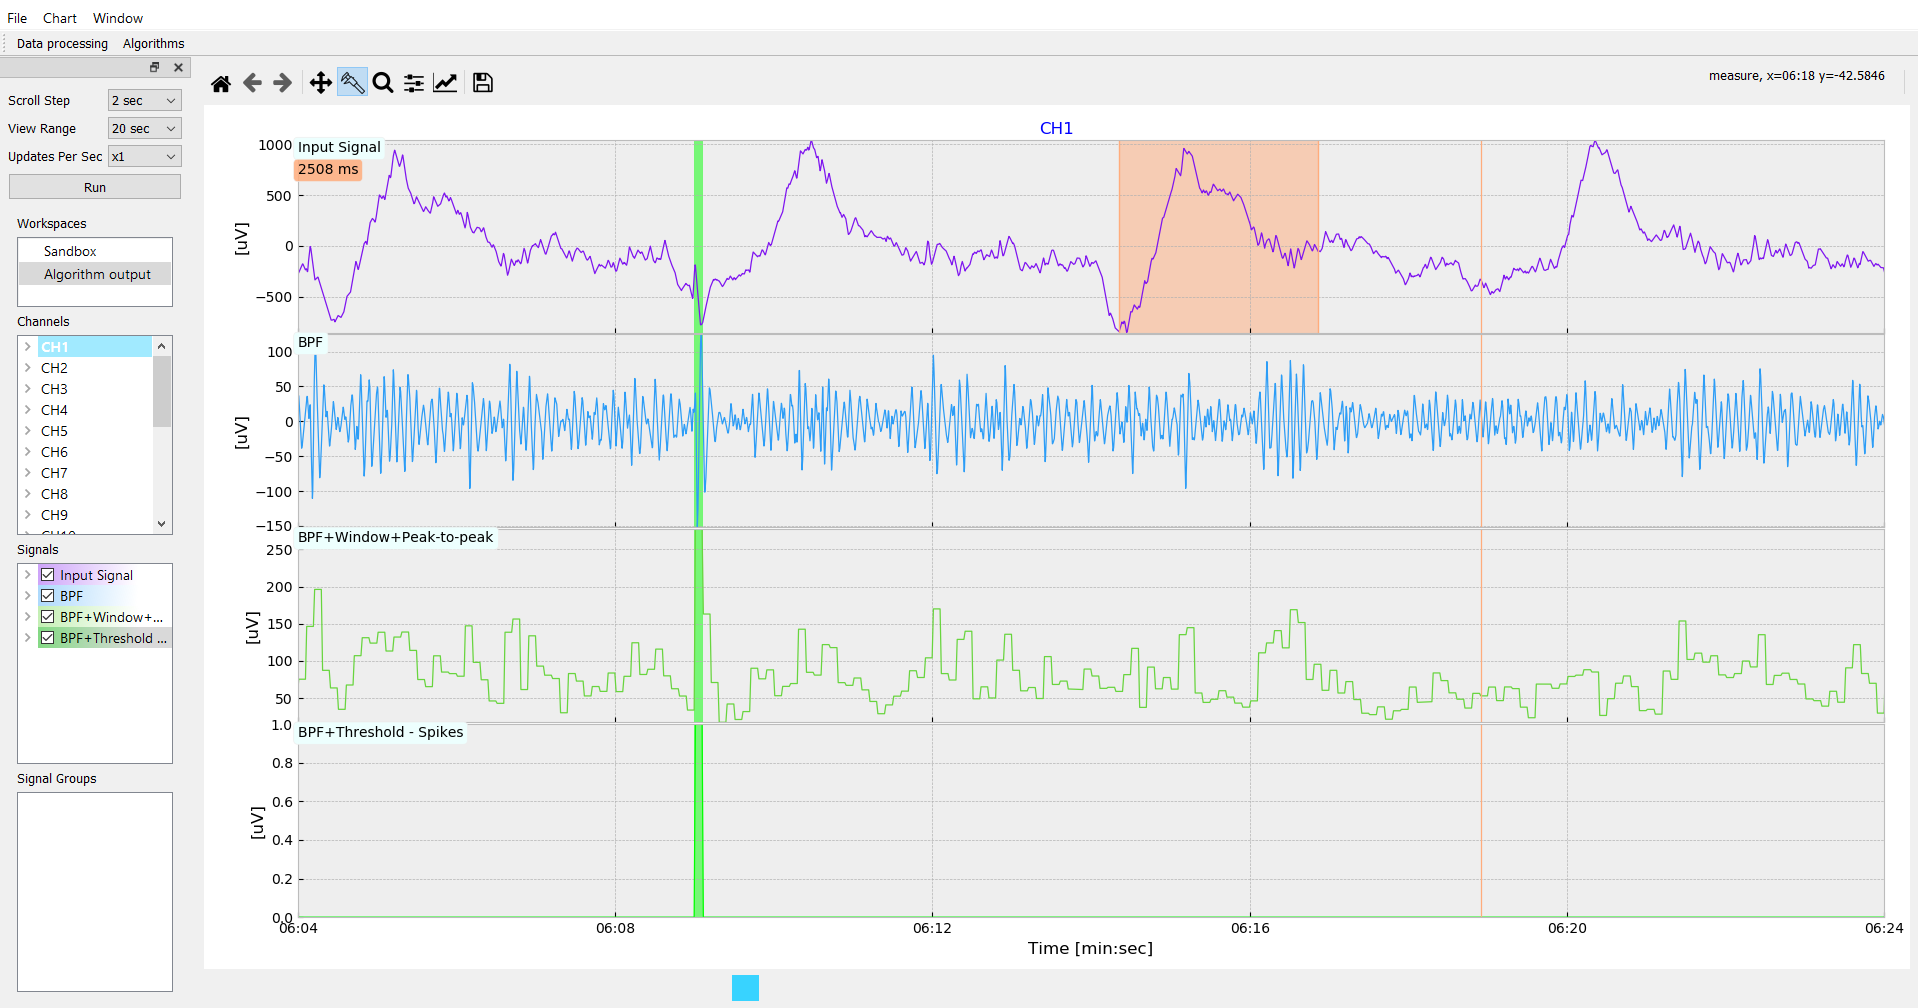 File Chart Window
Data processing Algorithms
measure, x=06:18 y=-42.5846
Scroll Step 2 sec
View Range 20 sec
Updates Per Sec x1
Run
Workspaces
Sandbox
Algorithm output
Channels
CH1
CH2
CH3
CH4
CH5
CH6
CH7
CH8
CH9
CH10
Signals
Input Signal
BPF
BPF+Window+...
BPF+Threshold ...
Signal Groups
CH1
Input Signal
2508 ms
1000
500
0
−500
[uV]
BPF
100
50
0
−50
−100
−150
[uV]
BPF+Window+Peak-to-peak
250
200
150
100
50
[uV]
BPF+Threshold - Spikes
1.0
0.8
0.6
0.4
0.2
0.0
[uV]
06:04 06:08 06:12 06:16 06:20 06:24
Time [min:sec]